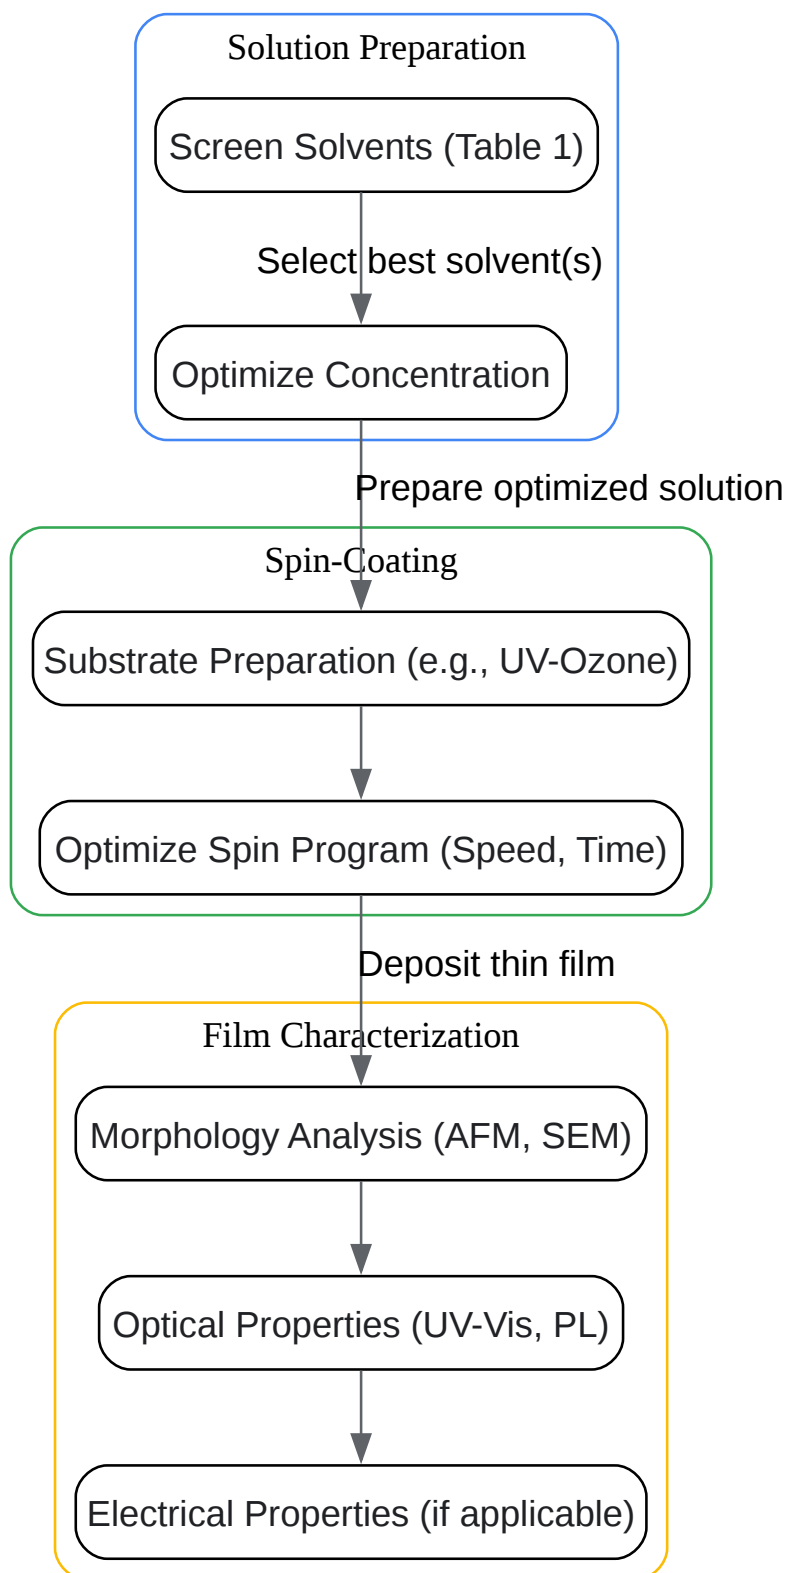 Solution Preparation
Screen Solvents (Table 1)
Select best solvent(s)
Optimize Concentration
Prepare optimized solution
Spin-Coating
Substrate Preparation (e.g., UV-Ozone)
Optimize Spin Program (Speed, Time)
Deposit thin film
Film Characterization
Morphology Analysis (AFM, SEM)
Optical Properties (UV-Vis, PL)
Electrical Properties (if applicable)